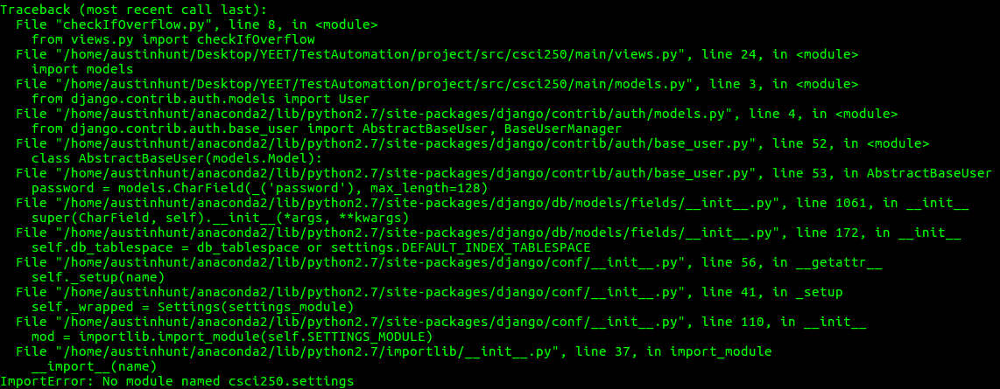 Traceback (most recent call last):
  File "checkIfOverflow.py", line 8, in <module>
    from views.py import checkIfOverflow
  File "/home/austinhunt/Desktop/YEET/TestAutomation/project/src/csci250/main/views.py", line 24, in <module>
    import models
  File "/home/austinhunt/Desktop/YEET/TestAutomation/project/src/csci250/main/models.py", line 3, in <module>
    from django.contrib.auth.models import User
  File "/home/austinhunt/anaconda2/lib/python2.7/site-packages/django/contrib/auth/models.py", line 4, in <module>
    from django.contrib.auth.base_user import AbstractBaseUser, BaseUserManager
  File "/home/austinhunt/anaconda2/lib/python2.7/site-packages/django/contrib/auth/base_user.py", line 52, in <module>
    class AbstractBaseUser(models.Model):
  File "/home/austinhunt/anaconda2/lib/python2.7/site-packages/django/contrib/auth/base_user.py", line 53, in AbstractBaseUser
    password = models.CharField(_('password'), max_length=128)
  File "/home/austinhunt/anaconda2/lib/python2.7/site-packages/django/db/models/fields/__init__.py", line 1061, in __init__
    super(CharField, self).__init__(*args, **kwargs)
  File "/home/austinhunt/anaconda2/lib/python2.7/site-packages/django/db/models/fields/__init__.py", line 172, in __init__
    self.db_tablespace = db_tablespace or settings.DEFAULT_INDEX_TABLESPACE
  File "/home/austinhunt/anaconda2/lib/python2.7/site-packages/django/conf/__init__.py", line 56, in __getattr__
    self._setup(name)
  File "/home/austinhunt/anaconda2/lib/python2.7/site-packages/django/conf/__init__.py", line 41, in _setup
    self._wrapped = Settings(settings_module)
  File "/home/austinhunt/anaconda2/lib/python2.7/site-packages/django/conf/__init__.py", line 110, in __init__
    mod = importlib.import_module(self.SETTINGS_MODULE)
  File "/home/austinhunt/anaconda2/lib/python2.7/importlib/__init__.py", line 37, in import_module
    __import__(name)
ImportError: No module named csci250.settings